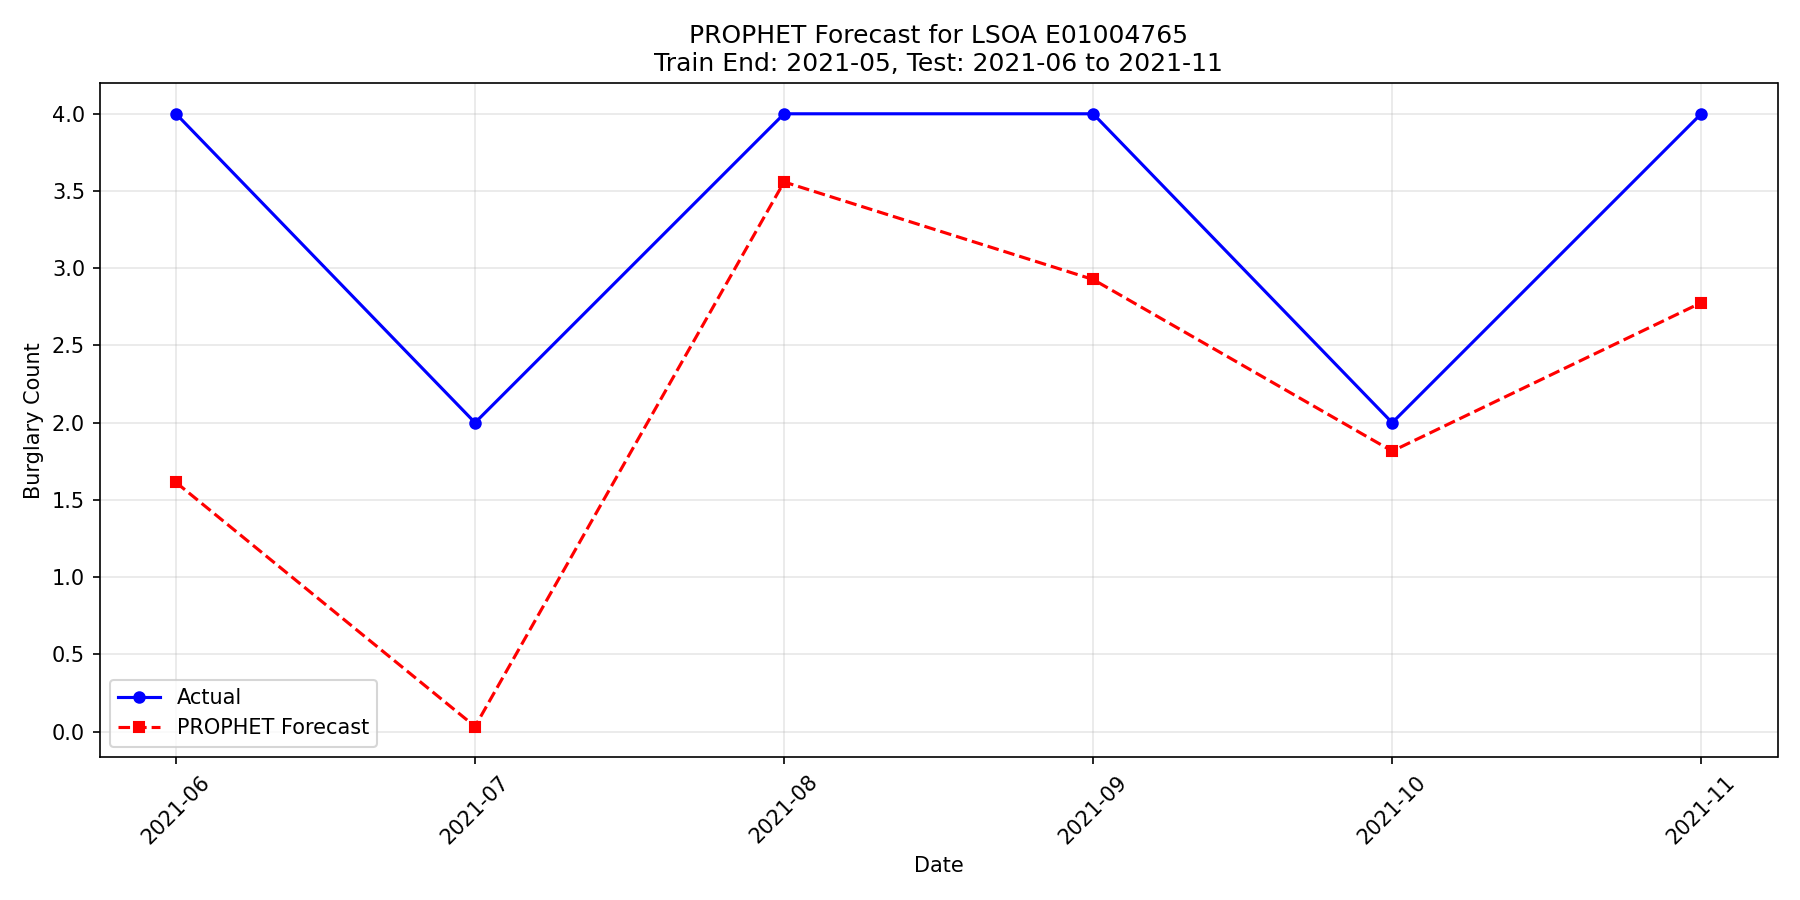 PROPHET Forecast for LSOA E01004765
Train End: 2021-05, Test: 2021-06 to 2021-11
Burglary Count
4.0
3.5
3.0
2.5
2.0
1.5
1.0
0.5
0.0
Actual
PROPHET Forecast
2021-06
2021-07
2021-08
2021-09
2021-10
2021-11
Date